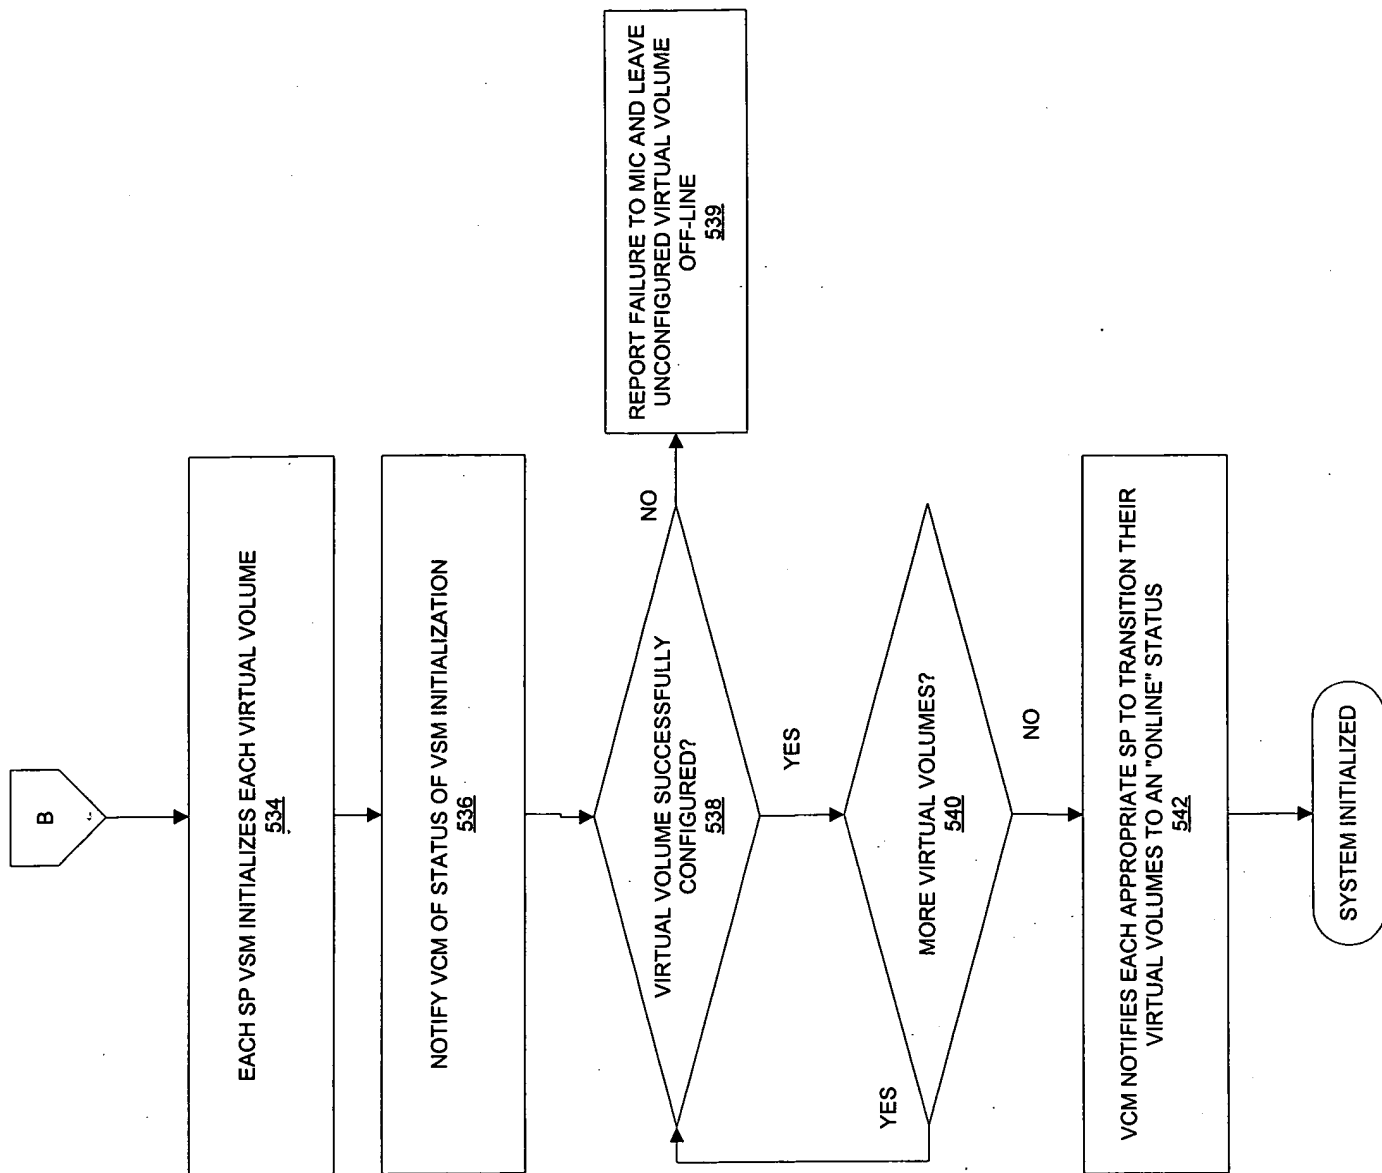 B
EACH SP VSM INITIALIZES EACH VIRTUAL VOLUME
534
NOTIFY VCM OF STATUS OF VSM INITIALIZATION
536
VIRTUAL VOLUME SUCCESSFULLY
CONFIGURED?
538
NO
REPORT FAILURE TO MIC AND LEAVE
UNCONFIGURED VIRTUAL VOLUME
OFF-LINE
539
YES
MORE VIRTUAL VOLUMES?
540
YES
NO
VCM NOTIFIES EACH APPROPRIATE SP TO TRANSITION THEIR
VIRTUAL VOLUMES TO AN "ONLINE" STATUS
542
SYSTEM INITIALIZED